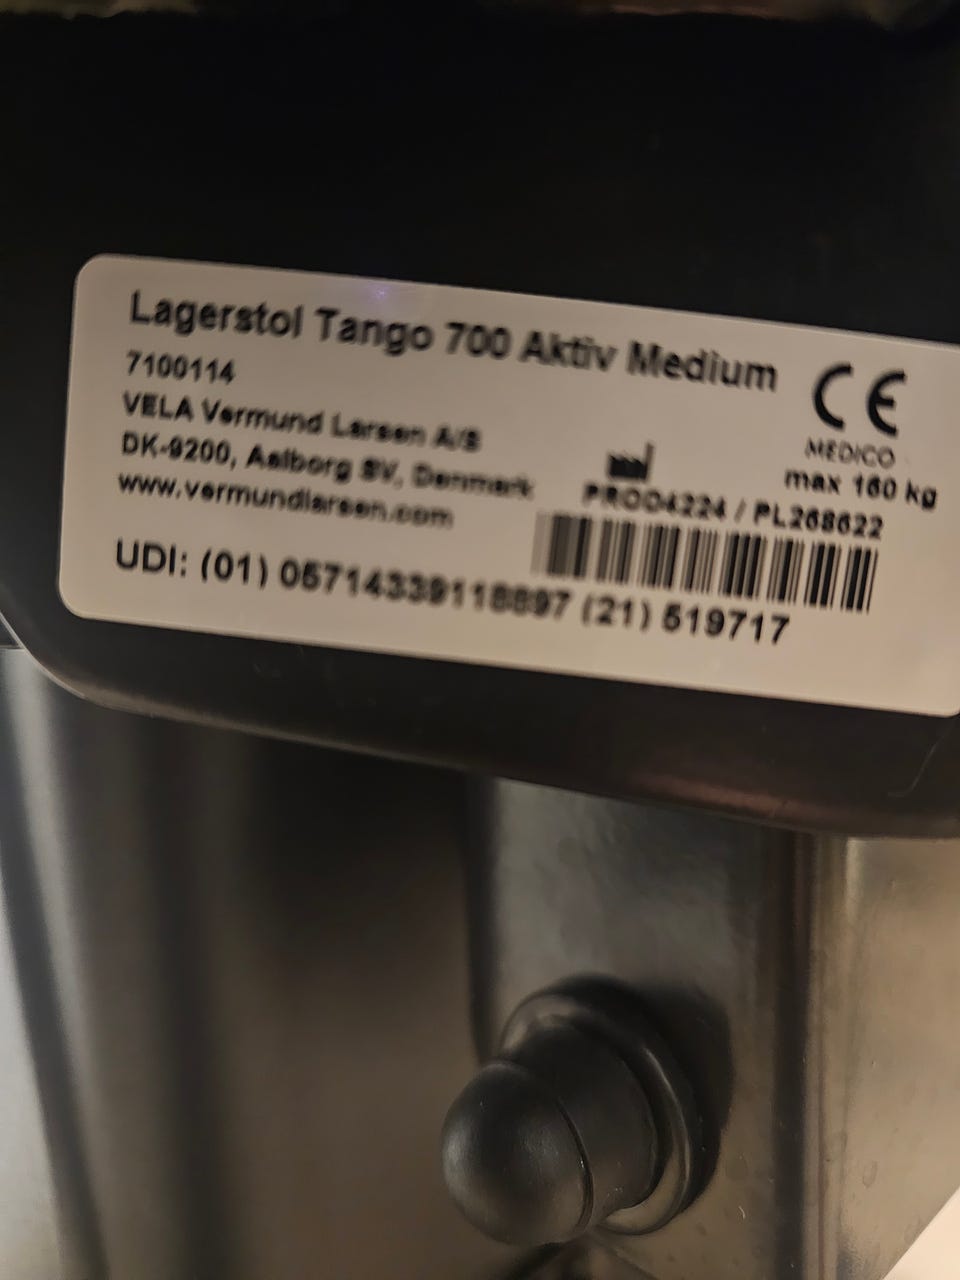 Lagerstol Tango 700 Aktiv Medium
7100114
VELA Vermund Larsen A/S
DK-9200, Aalborg SV, Denmark
www.vermundlarsen.com
CE
MEDICO
max 160 kg
PROD4224 / PL268622
UDI: (01) 05714339118897 (21) 519717